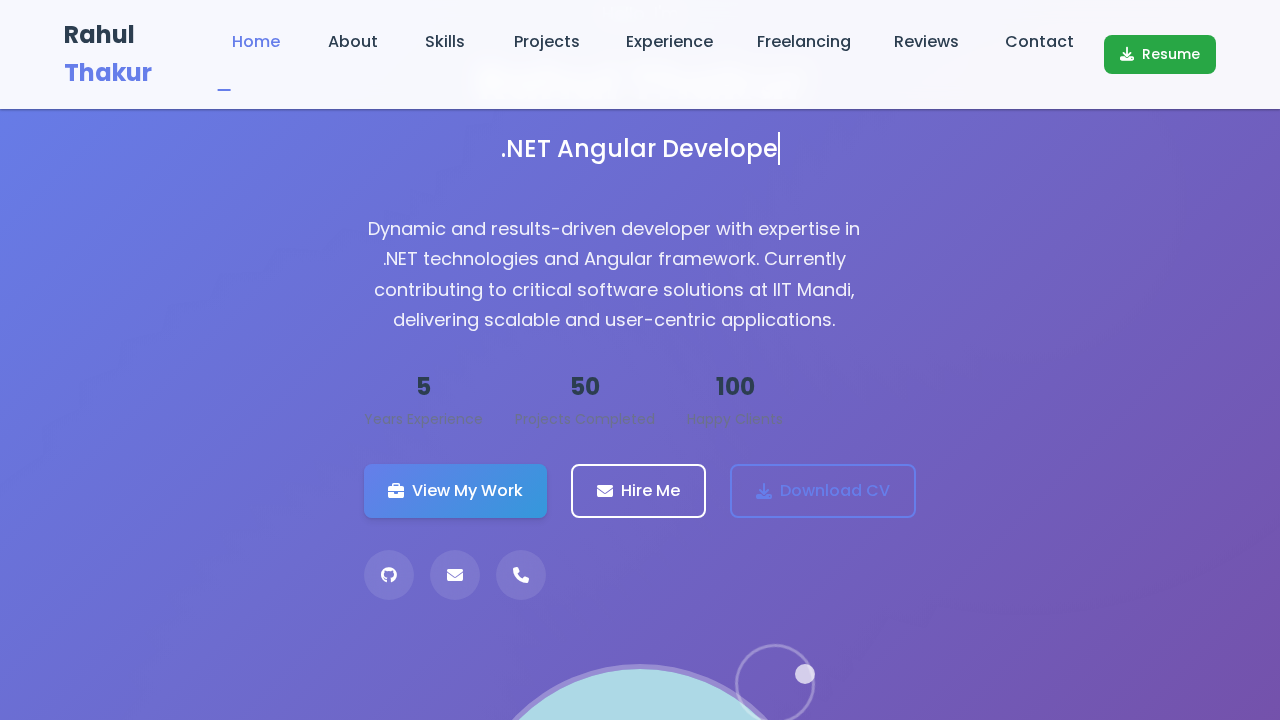 Rahul
Thakur
Home
About
Skills
Projects
Experience
Freelancing
Reviews
Contact
Resume
.NET Angular Develope
Dynamic and results-driven developer with expertise in
.NET technologies and Angular framework. Currently
contributing to critical software solutions at IIT Mandi,
delivering scalable and user-centric applications.
5
50
100
Years Experience
Projects Completed
Happy Clients
View My Work
Hire Me
Download CV